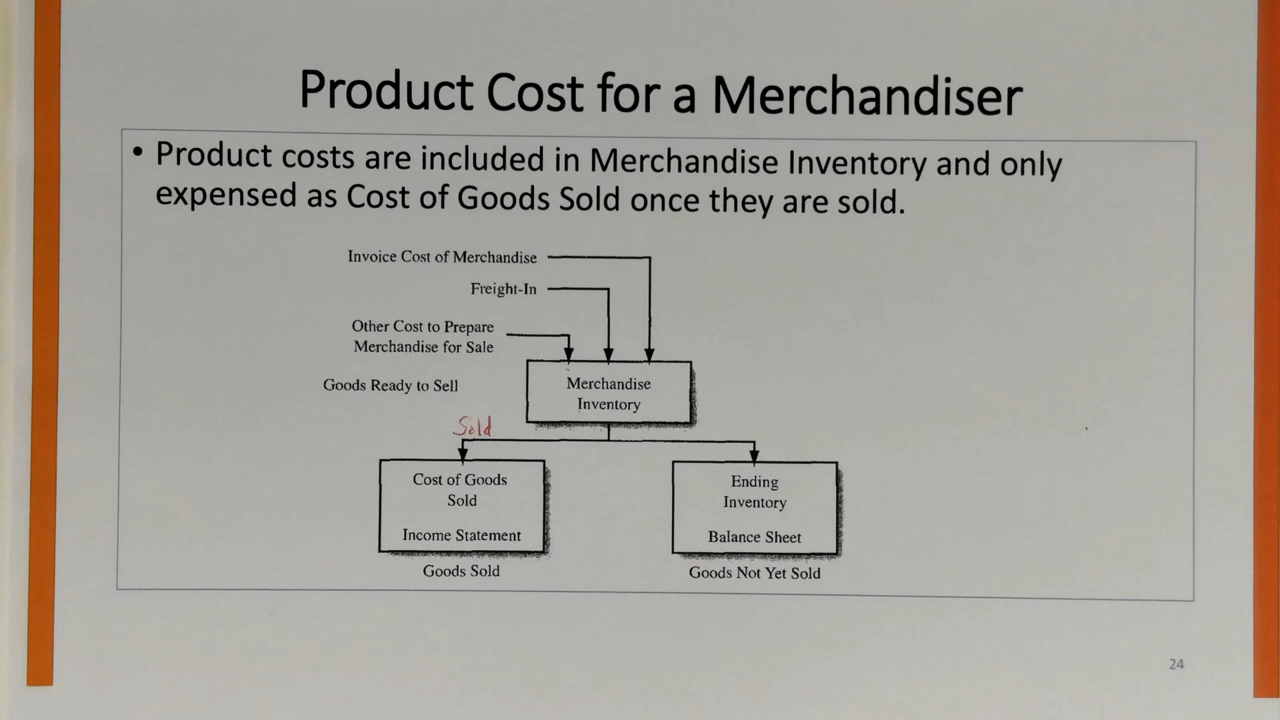 Product Cost for a Merchandiser
• Product costs are included in Merchandise Inventory and only
expensed as Cost of Goods Sold once they are sold.
Invoice Cost of Merchandise
Freight-In
Other Cost to Prepare
Merchandise for Sale
Goods Ready to Sell
Merchandise
Inventory
Sold
Cost of Goods
Sold
Income Statement
Goods Sold
Ending
Inventory
Balance Sheet
Goods Not Yet Sold
24